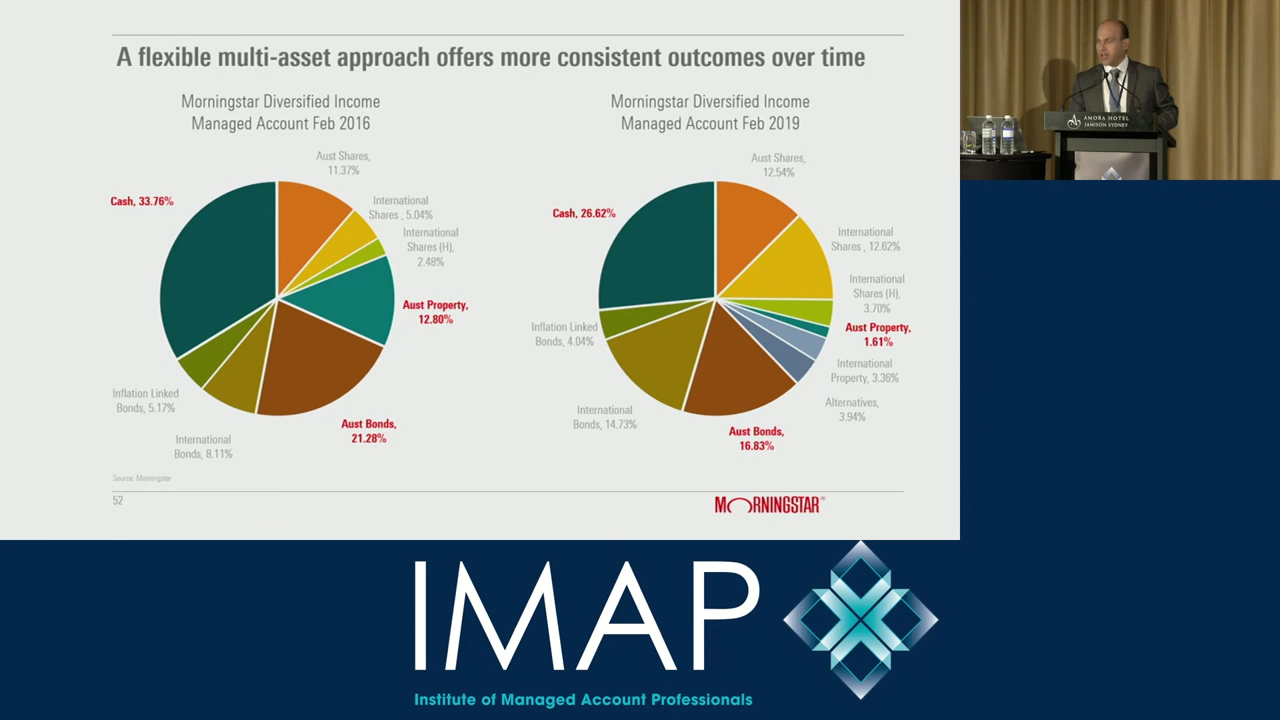 A flexible multi-asset approach offers more consistent outcomes over time
Morningstar Diversified Income
Managed Account Feb 2016
Aust Shares,
11.37%
International
Shares , 5.04%
International
Shares (H),
2.48%
Aust Property,
12.80%
Aust Bonds,
21.28%
International
Bonds, 8.11%
Inflation Linked
Bonds, 5.17%
Cash, 33.76%
Morningstar Diversified Income
Managed Account Feb 2019
Aust Shares,
12.54%
International
Shares , 12.62%
International
Shares (H),
3.70%
Aust Property,
1.61%
International
Property, 3.36%
Alternatives,
3.94%
Aust Bonds,
16.83%
International
Bonds, 14.73%
Inflation Linked
Bonds, 4.04%
Cash, 26.62%
Source: Morningstar
52
MORNINGSTAR®
AMORA HOTEL
JAMISON SYDNEY
IMAP
Institute of Managed Account Professionals